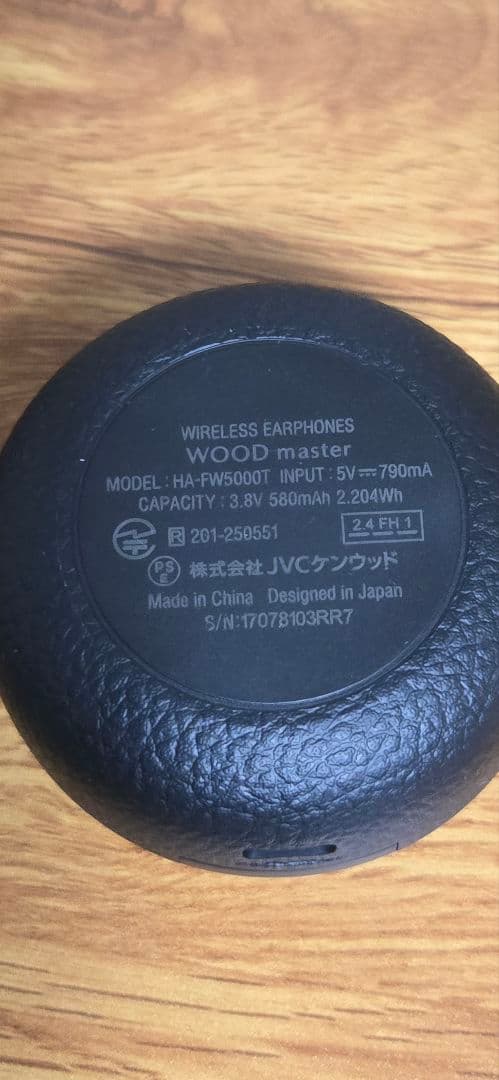 WIRELESS EARPHONES
WOOD master
MODEL : HA-FW5000T INPUT : 5V⎓790mA
CAPACITY : 3.8V 580mAh 2.204Wh
R 201-250551 2.4 FH 1
PS E 株式会社 JVCケンウッド
Made in China Designed in Japan
S/N:17078103RR7